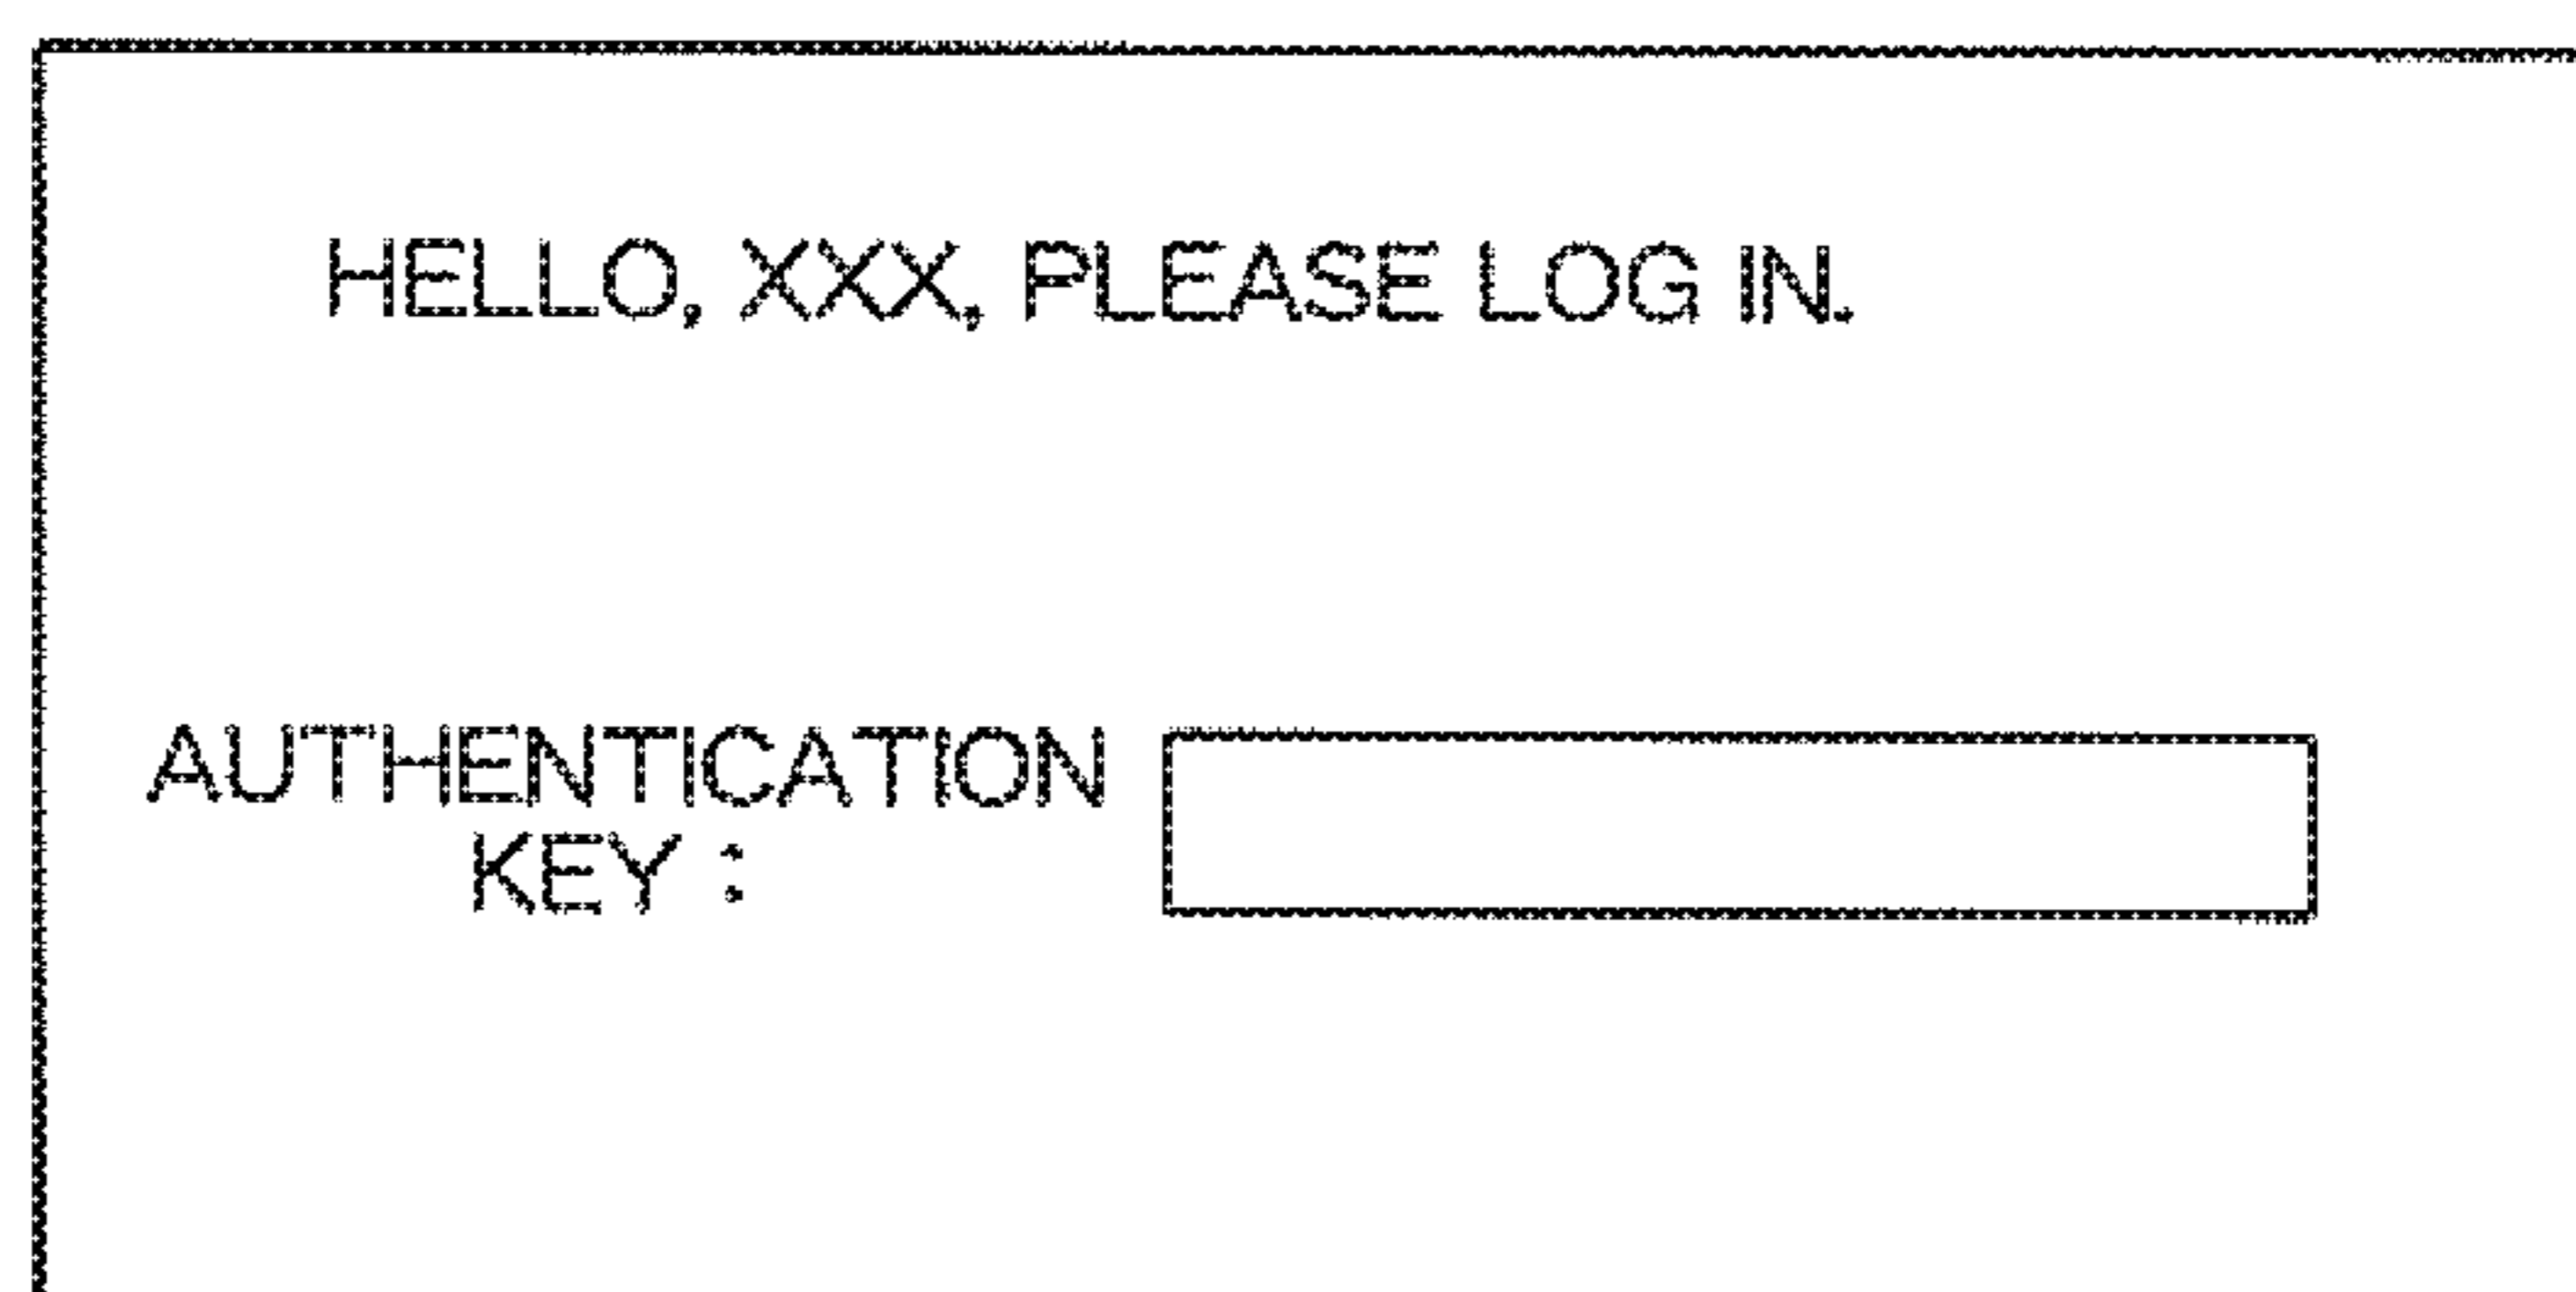 HELLO, XXX, PLEASE LOG IN.
AUTHENTICATION
KEY :